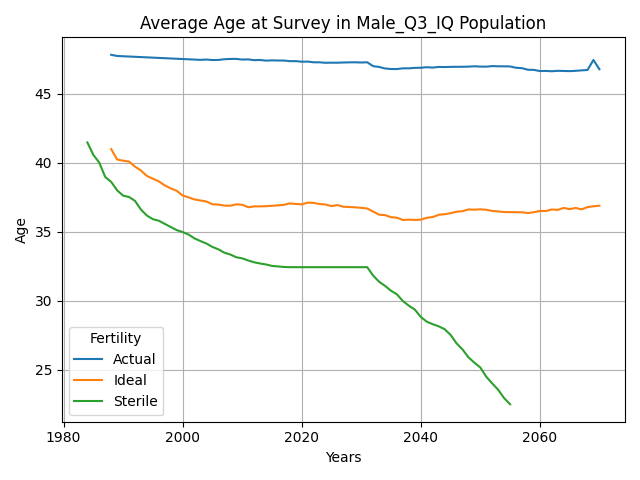 Average Age at Survey in Male_Q3_IQ Population
Age
45
40
35
30
25
Fertility
Actual
Ideal
Sterile
1980
2000
2020
2040
2060
Years